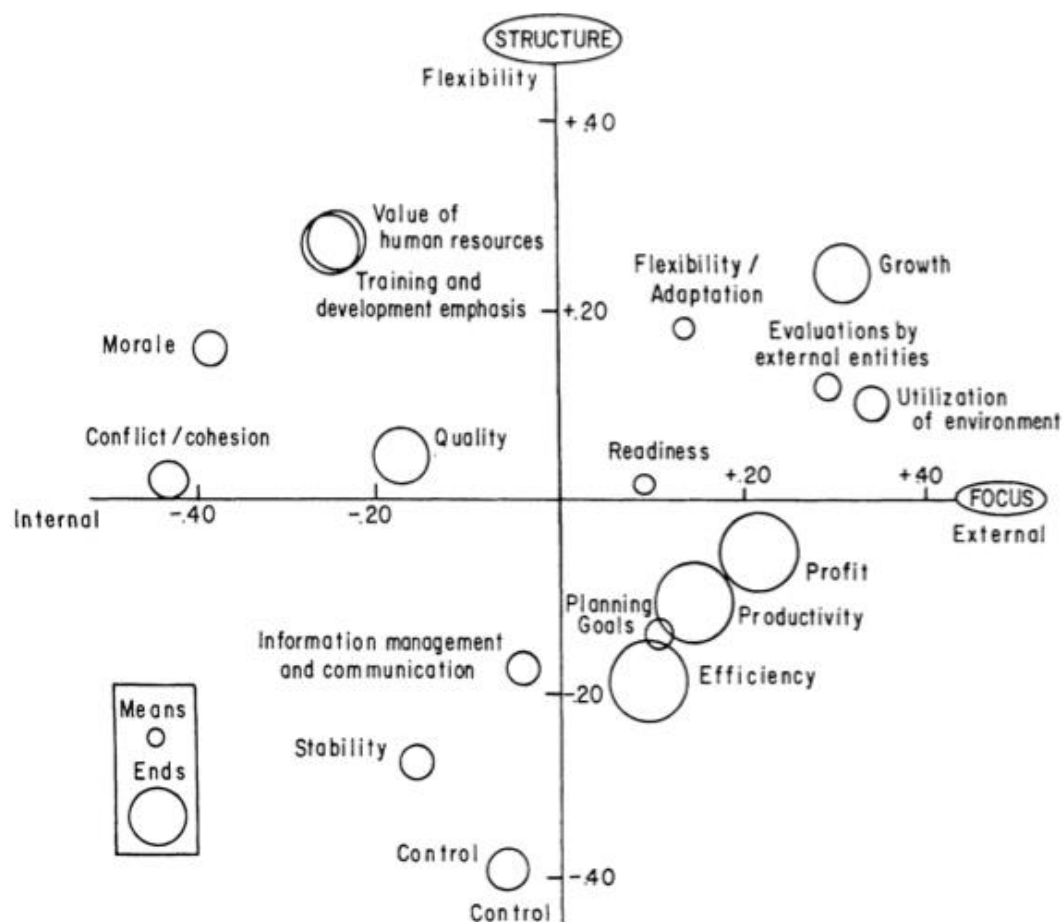 STRUCTURE
Flexibility
+.40
Value of
human resources
Training and
development emphasis
Flexibility /
Adaptation
Growth
+.20
Morale
Evaluations by
external entities
Utilization
of environment
Conflict/cohesion
Quality
Readiness
+.20
+.40
FOCUS
Internal
-.40
-.20
External
Profit
Planning
Goals
Productivity
Information management
and communication
Efficiency
-.20
Means
Stability
Ends
Control
-.40
Control